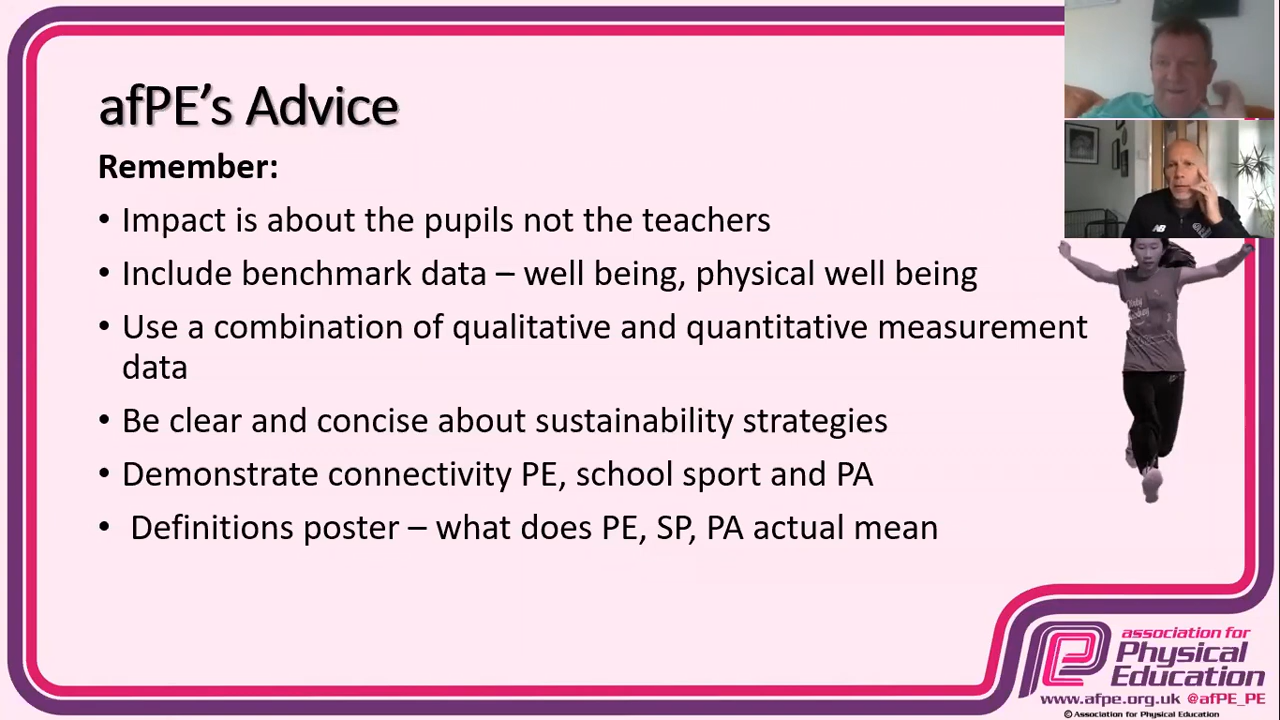 afPE's Advice
Remember:
• Impact is about the pupils not the teachers
• Include benchmark data – well being, physical well being
• Use a combination of qualitative and quantitative measurement
data
• Be clear and concise about sustainability strategies
• Demonstrate connectivity PE, school sport and PA
• Definitions poster – what does PE, SP, PA actual mean
association for
Physical
Education
www.afpe.org.uk @afPE_PE
© Association for Physical Education